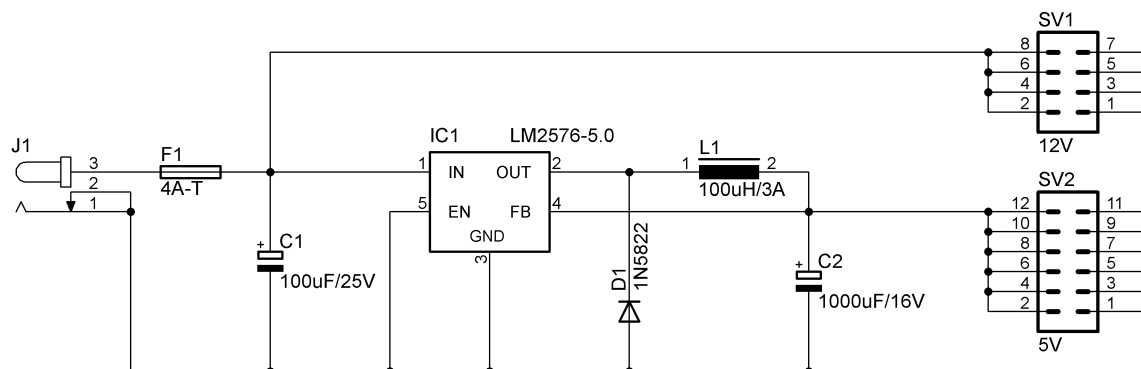 SV1
8 7
6 5
4 3
2 1
12V
J1
3
2
1
F1
4A-T
IC1 LM2576-5.0
1 IN OUT 2
5 EN FB 4
GND
3
L1
1 2
100uH/3A
C1
+
100uF/25V
D1
1N5822
C2
+
1000uF/16V
SV2
12 11
10 9
8 7
6 5
4 3
2 1
5V